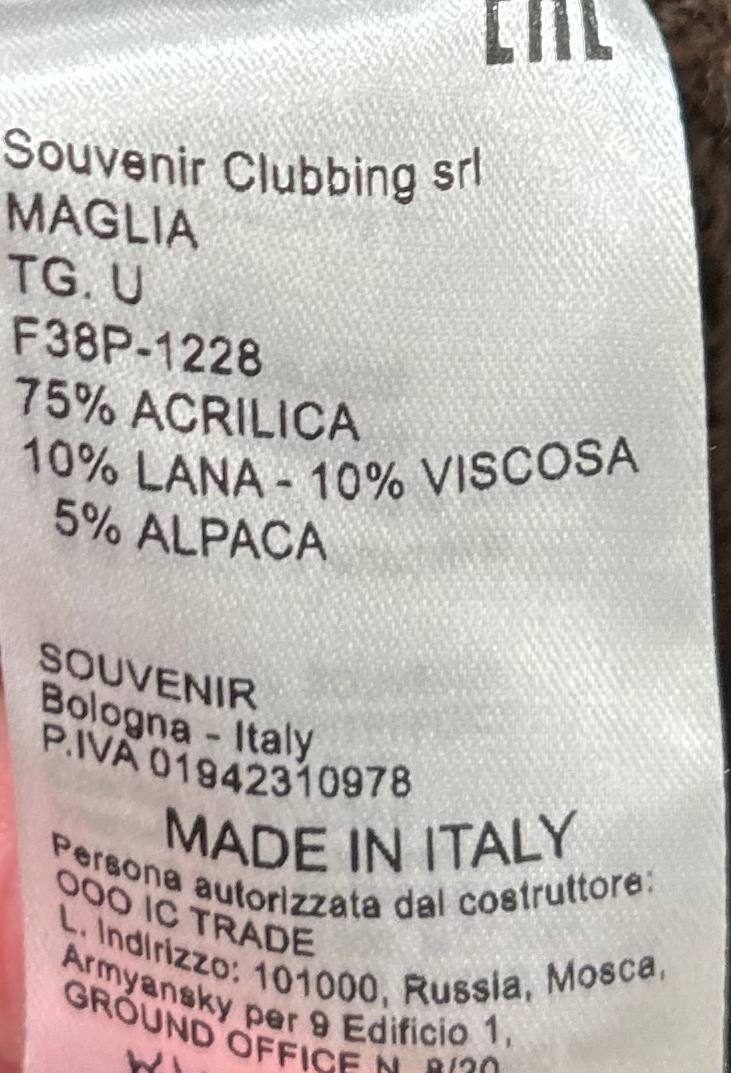 EAC
Souvenir Clubbing srl
MAGLIA
TG. U
F38P-1228
75% ACRILICA
10% LANA - 10% VISCOSA
5% ALPACA
SOUVENIR
Bologna - Italy
P.IVA 01942310978
MADE IN ITALY
Persona autorizzata dal costruttore:
OOO IC TRADE
L. Indirizzo: 101000, Russia, Mosca,
Armyansky per 9 Edificio 1,
GROUND OFFICE N. 8/20